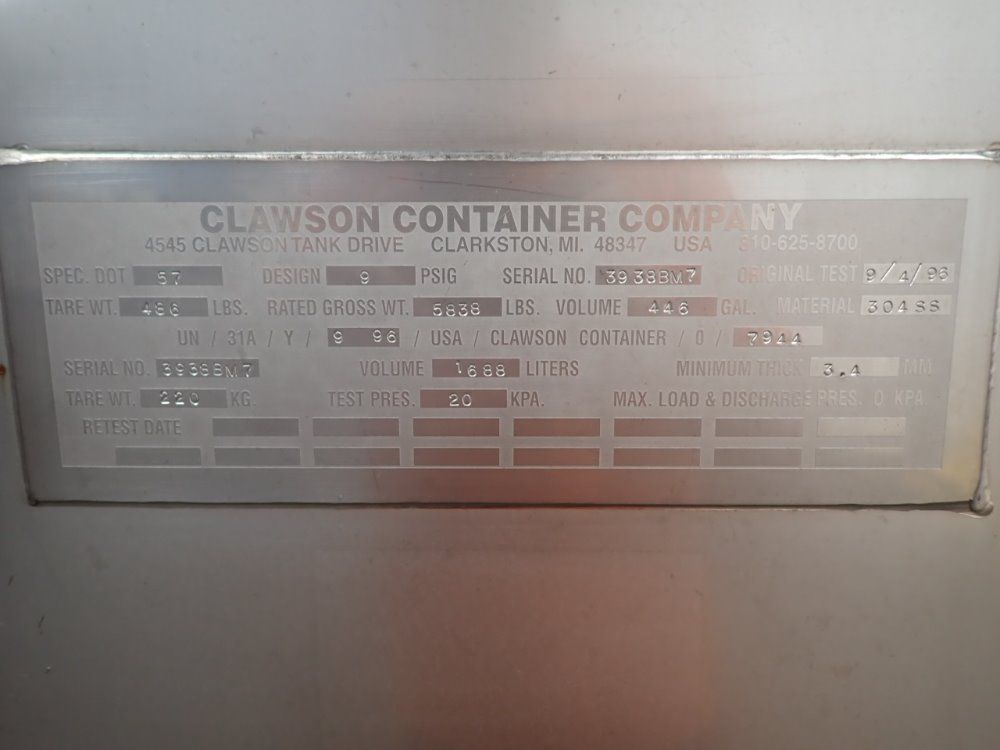 CLAWSON CONTAINER COMPANY
4545 CLAWSON TANK DRIVE CLARKSTON, MI. 48347 USA 810-625-8700
SPEC. DOT 57 DESIGN 9 PSIG SERIAL NO. 3938BM7 ORIGINAL TEST 9/4/96
TARE WT. 486 LBS. RATED GROSS WT. 5838 LBS. VOLUME 446 GAL. MATERIAL 304SS
UN / 31A / Y / 9 96 / USA / CLAWSON CONTAINER / 0 / 7944
SERIAL NO. 3938BM7 VOLUME 1688 LITERS MINIMUM THICK 3.4 MM
TARE WT. 220 KG. TEST PRES. 20 KPA. MAX. LOAD & DISCHARGE PRES. 0 KPA
RETEST DATE